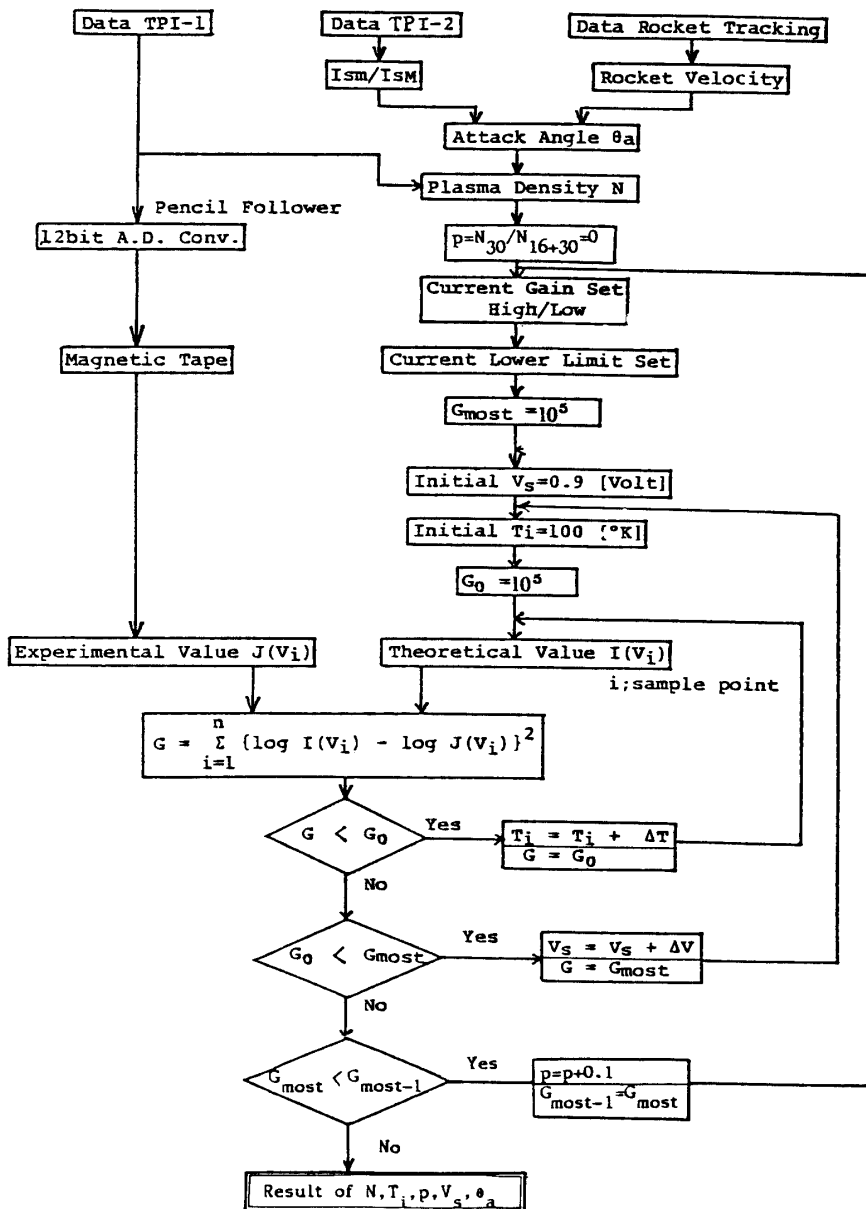 Data TPI-1
Data TPI-2
Data Rocket Tracking
Ism/IsM
Rocket Velocity
Attack Angle θa
Plasma Density N
Pencil Follower
12bit A.D. Conv.
p=N30/N16+30=0
Current Gain Set
High/Low
Magnetic Tape
Current Lower Limit Set
Gmost =10⁵
Initial Vs=0.9 [Volt]
Initial Ti=100 [°K]
G0 =10⁵
Experimental Value J(Vi)
Theoretical Value I(Vi)
i;sample point
G = n Σ i=1 {log I(Vi) - log J(Vi)}²
G < G0
Yes
Ti = Ti + ΔT
G = G0
No
G0 < Gmost
Yes
Vs = Vs + ΔV
G = Gmost
No
Gmost < Gmost-1
Yes
p=p+0.1
Gmost-1=Gmost
No
Result of N,Ti,p,Vs,θa